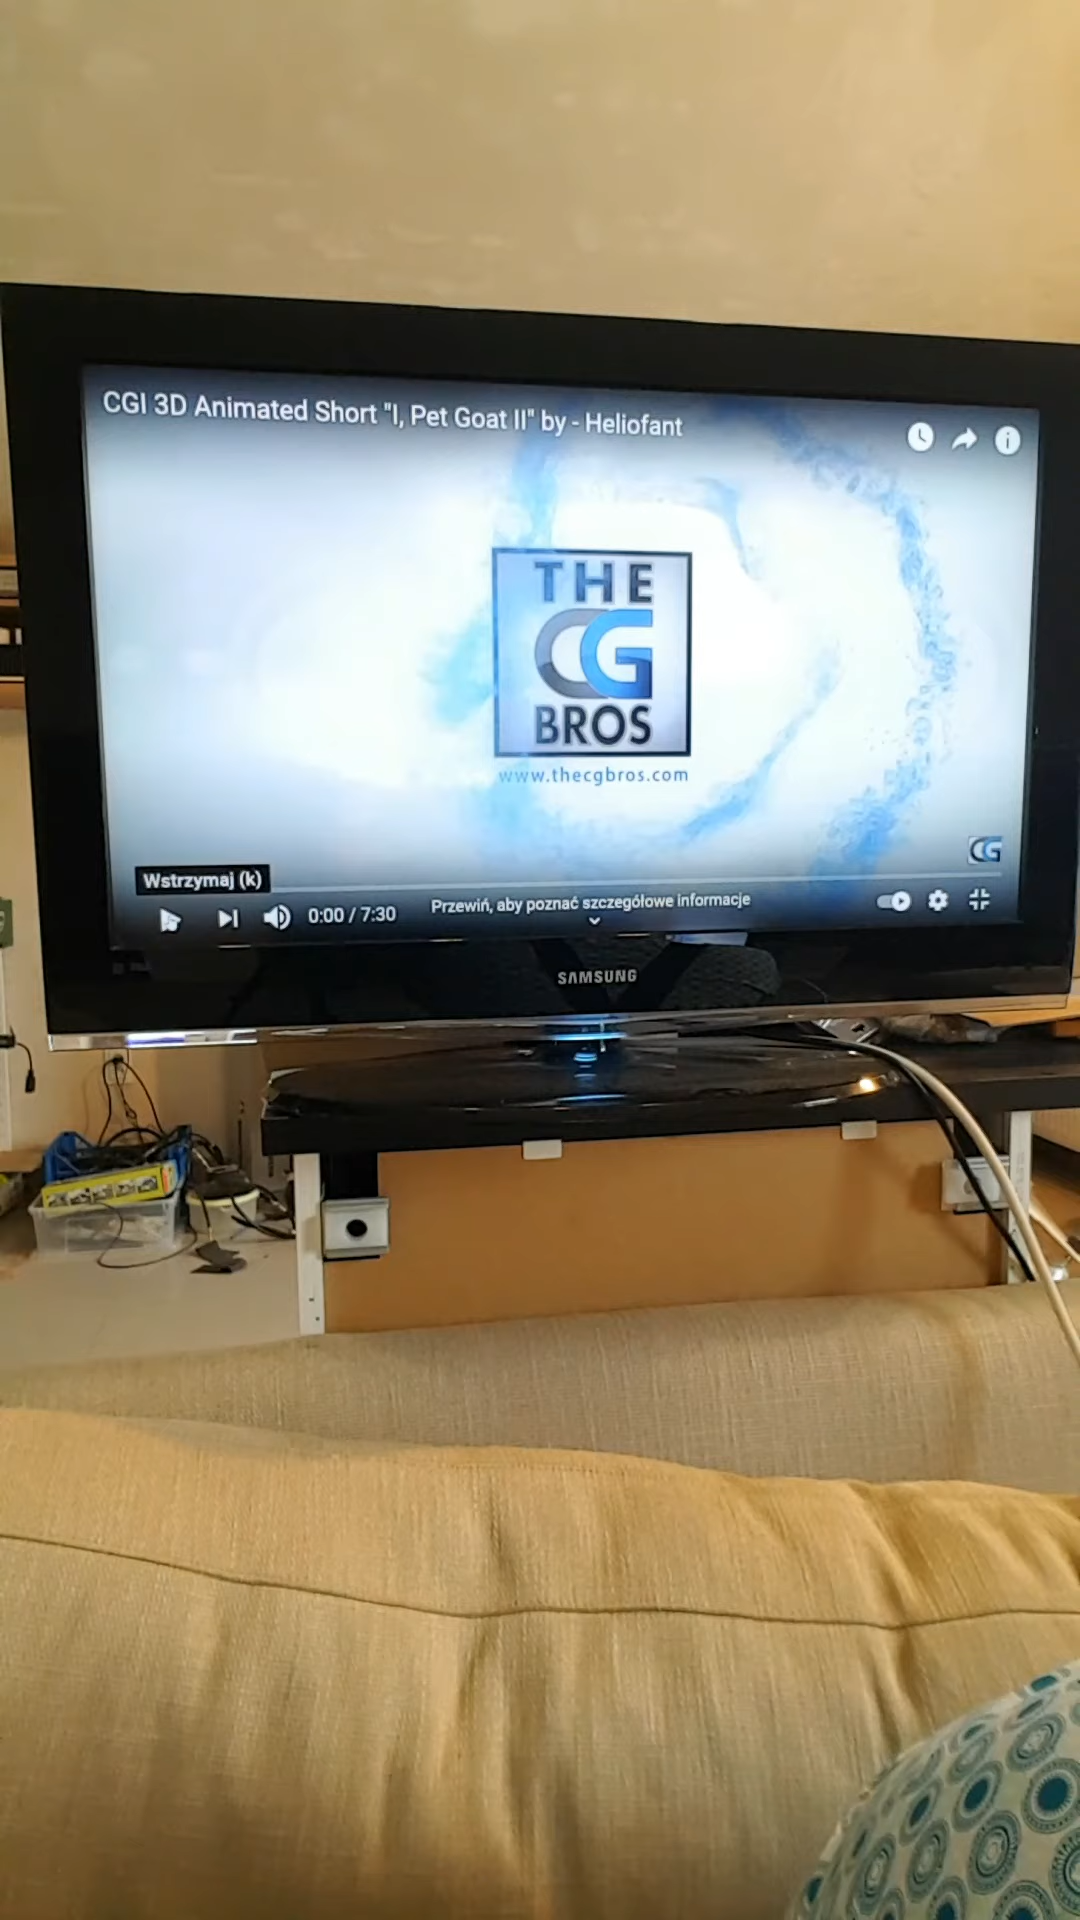 CGI 3D Animated Short "I, Pet Goat II" by - Heliofant
THE
CG
BROS
www.thecgbros.com
CG
Wstrzymaj (k)
0:00 / 7:30
Przewiń, aby poznać szczegółowe informacje
SAMSUNG